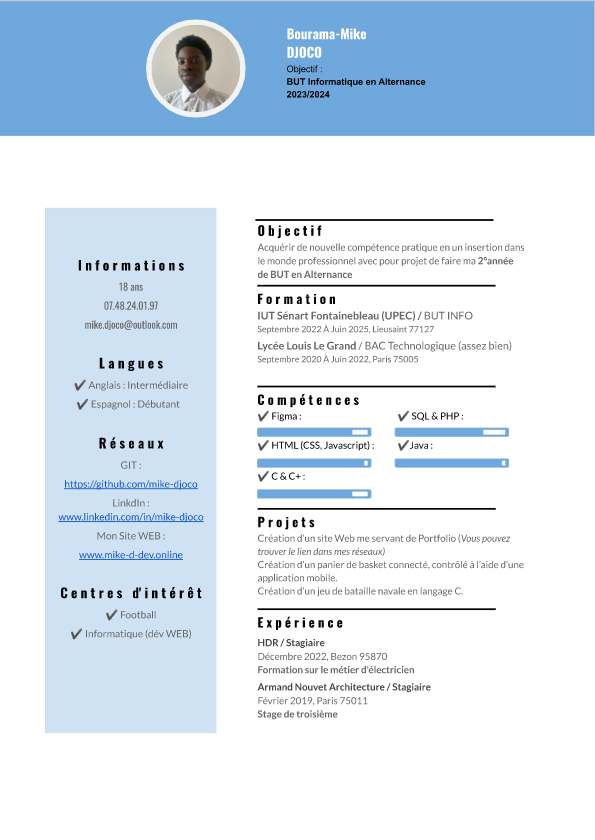 Bourama-Mike
DJOCO
Objectif :
BUT Informatique en Alternance
2023/2024
Informations
18 ans
07.48.24.01.97
mike.djoco@outlook.com
Langues
✔ Anglais : Intermédiaire
✔ Espagnol : Débutant
Réseaux
GIT :
https://github.com/mike-djoco
LinkdIn :
www.linkedin.com/in/mike-djoco
Mon Site WEB :
www.mike-d-dev.online
Centres d'intérêt
✔ Football
✔ Informatique (dév WEB)
Objectif
Acquérir de nouvelle compétence pratique en un insertion dans
le monde professionnel avec pour projet de faire ma 2°année
de BUT en Alternance
Formation
IUT Sénart Fontainebleau (UPEC) / BUT INFO
Septembre 2022 À Juin 2025, Lieusaint 77127
Lycée Louis Le Grand / BAC Technologique (assez bien)
Septembre 2020 À Juin 2022, Paris 75005
Compétences
✔ Figma :
✔ SQL & PHP :
✔ HTML (CSS, Javascript) :
✔Java :
✔ C & C+ :
Projets
Création d'un site Web me servant de Portfolio (Vous pouvez
trouver le lien dans mes réseaux)
Création d'un panier de basket connecté, contrôlé à l'aide d'une
application mobile.
Création d'un jeu de bataille navale en langage C.
Expérience
HDR / Stagiaire
Décembre 2022, Bezon 95870
Formation sur le métier d'électricien
Armand Nouvet Architecture / Stagiaire
Février 2019, Paris 75011
Stage de troisième